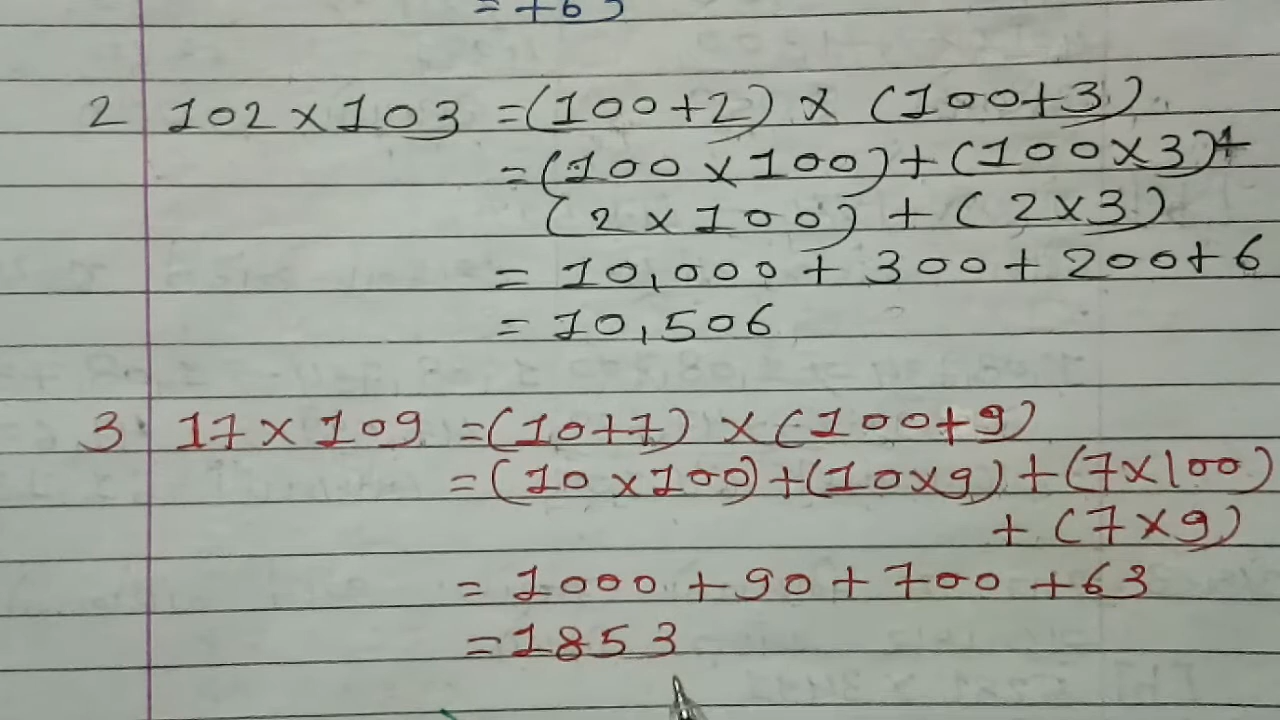 = +63
2 102 × 103 = (100+2) × (100+3)
= (100 × 100) + (100 × 3) +
(2 × 100) + (2 × 3)
= 10,000 + 300 + 200 + 6
= 10,506
3. 17 × 109 = (10+7) × (100+9)
= (10 × 100) + (10 × 9) + (7 × 100)
+ (7 × 9)
= 1000 + 90 + 700 + 63
= 1853